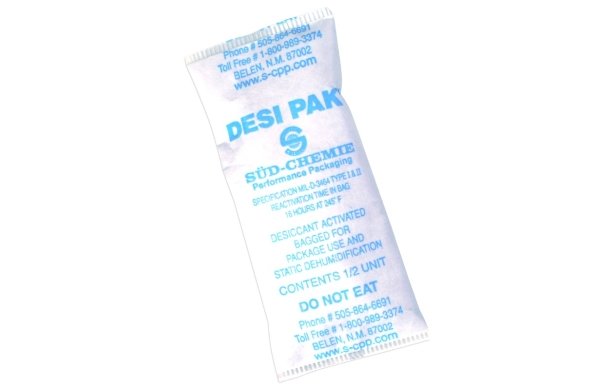 Phone # 505-864-6691
Toll Free # 1-800-989-3374
BELEN, N.M. 87002
www.s-cpp.com
DESI PAK®
S
SÜD-CHEMIE
Performance Packaging
SPECIFICATION MIL-D-3464 TYPE I & II
REACTIVATION TIME IN BAG
16 HOURS AT 245° F
DESICCANT ACTIVATED
BAGGED FOR
PACKAGE USE AND
STATIC DEHUMIDIFICATION
CONTENTS 1/2 UNIT
DO NOT EAT
Phone # 505-864-6691
Toll Free # 1-800-989-3374
BELEN, N.M. 87002
www.s-cpp.com